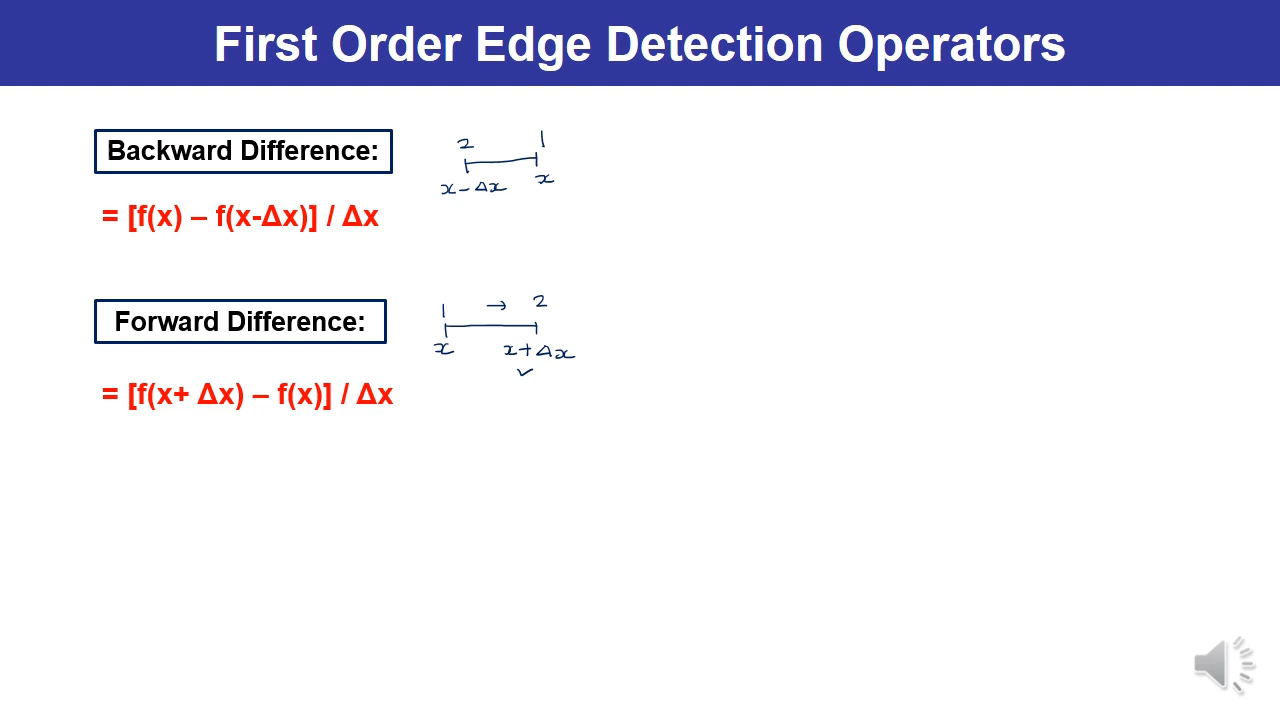 First Order Edge Detection Operators
Backward Difference:
2 1
x - Δx x
= [f(x) – f(x-Δx)] / Δx
Forward Difference:
1 → 2
x x + Δx
✓
= [f(x+ Δx) – f(x)] / Δx